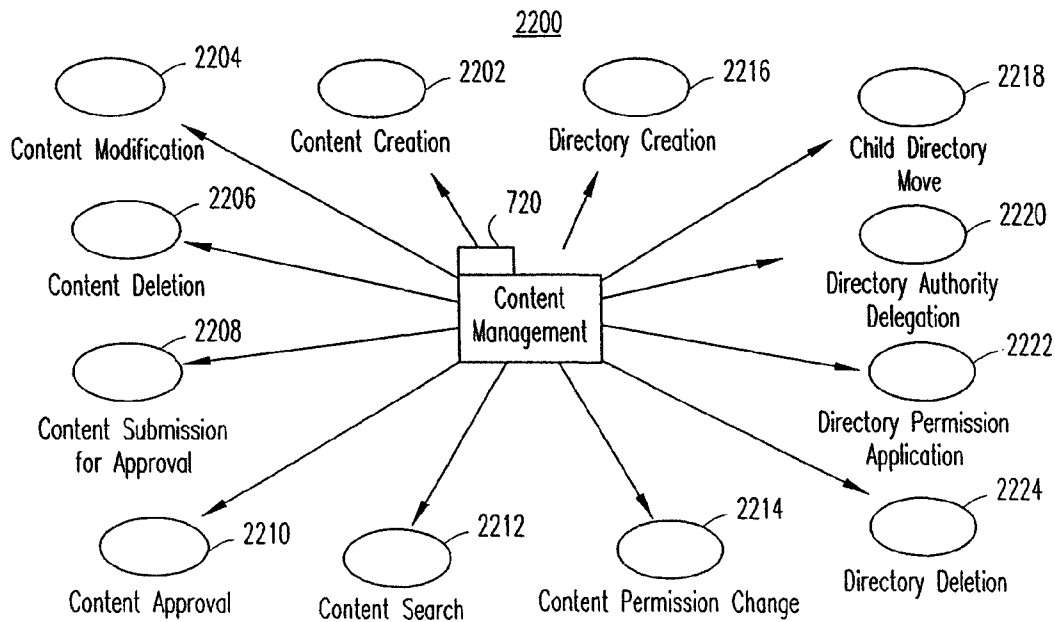 2200
2204
2202
2216
2218
Content Modification
Content Creation
Directory Creation
Child Directory
Move
2206
720
2220
Content Deletion
Content
Management
Directory Authority
Delegation
2208
2222
Content Submission
for Approval
Directory Permission
Application
2210
2212
2214
2224
Content Approval
Content Search
Content Permission Change
Directory Deletion